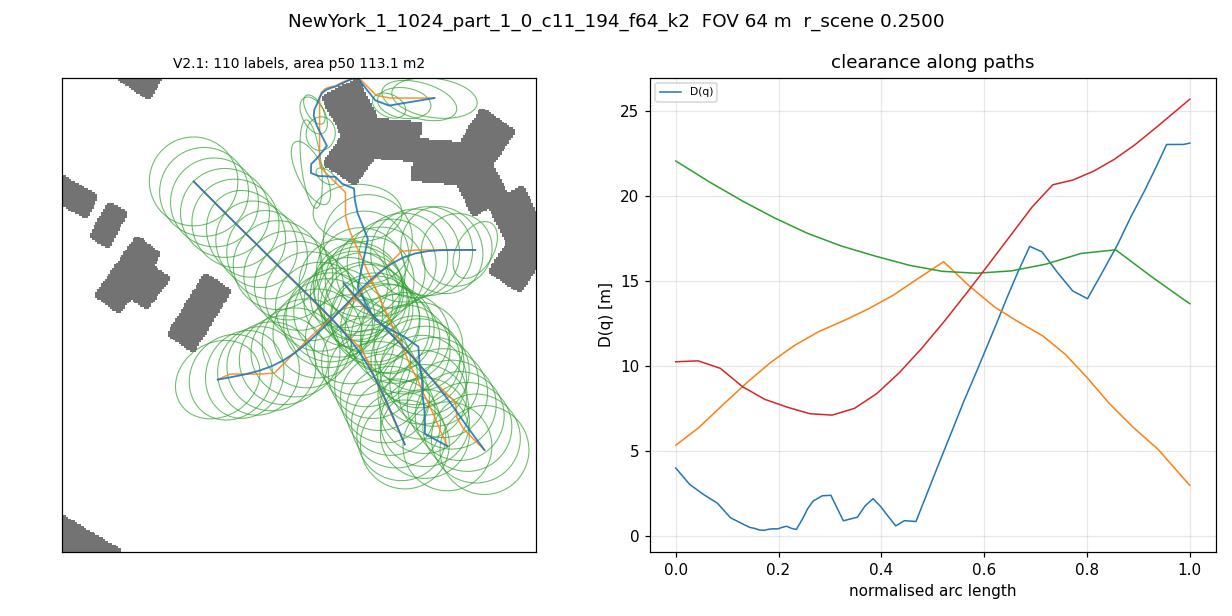 NewYork_1_1024_part_1_0_c11_194_f64_k2  FOV 64 m  r_scene 0.2500
V2.1: 110 labels, area p50 113.1 m2
clearance along paths
D(q)
D(q) [m]
25
20
15
10
5
0
0.0 0.2 0.4 0.6 0.8 1.0
normalised arc length